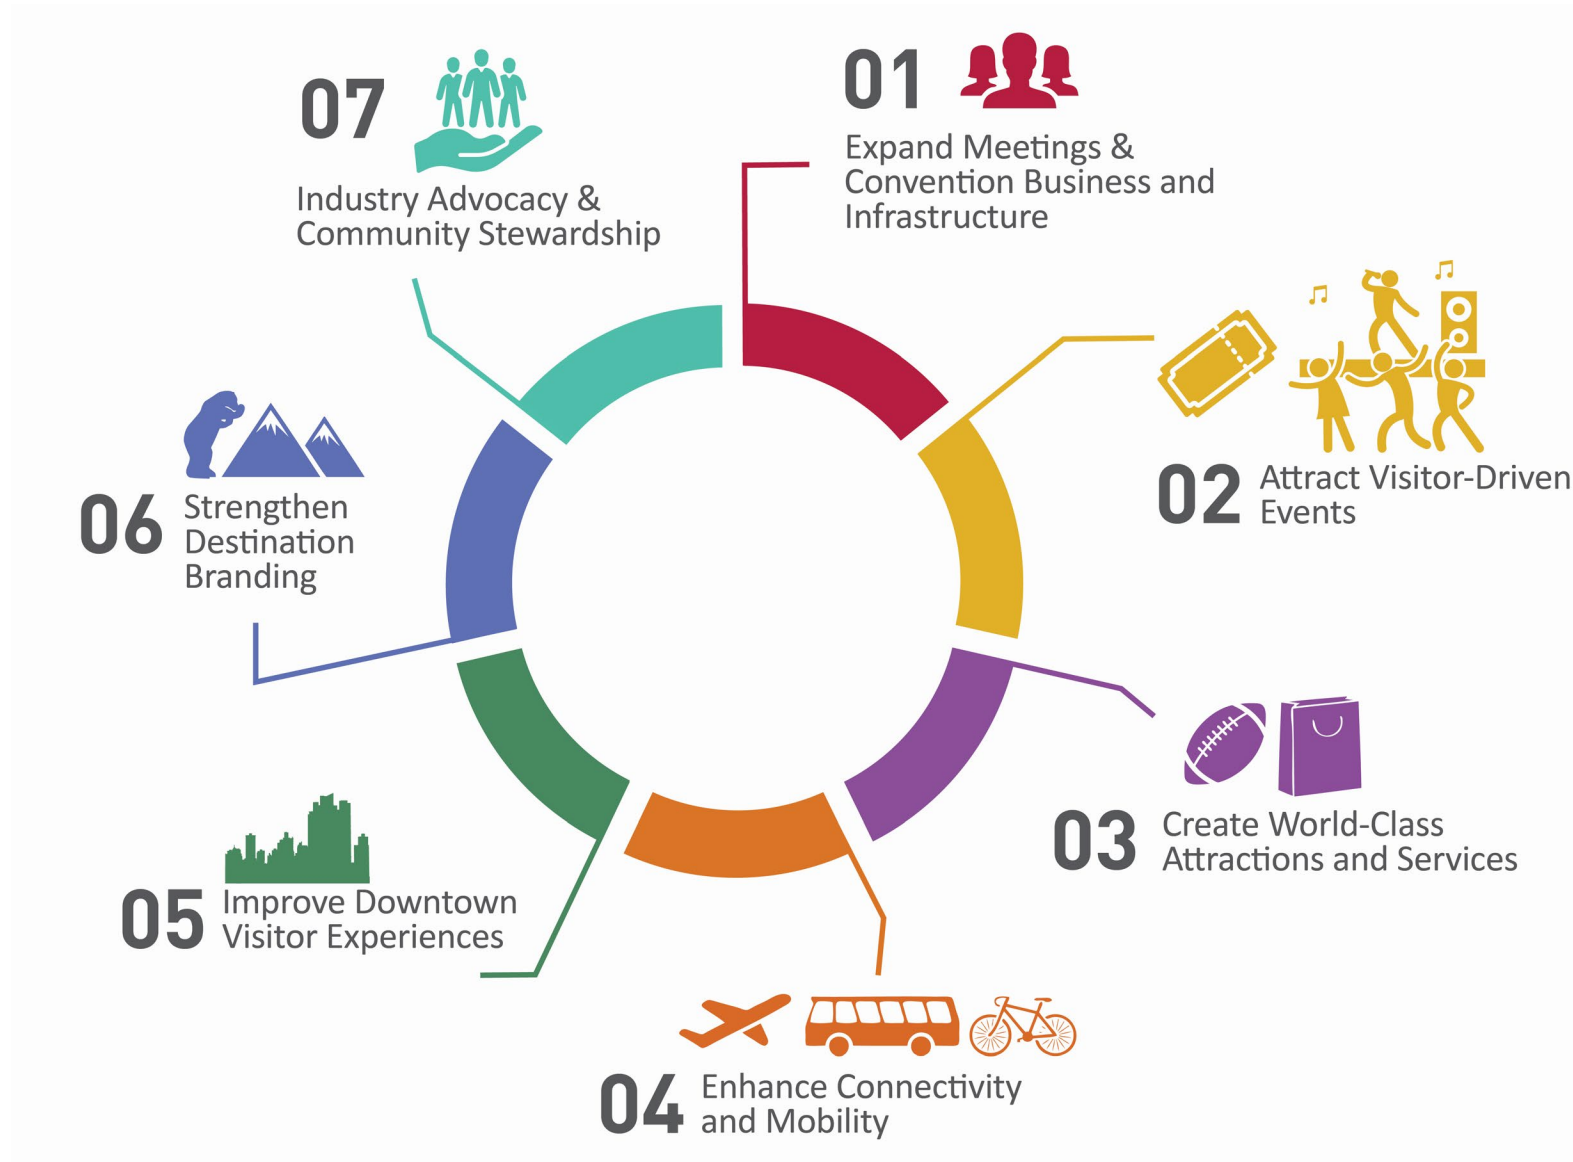 01
Expand Meetings &
Convention Business and
Infrastructure
02
Attract Visitor-Driven
Events
03
Create World-Class
Attractions and Services
04
Enhance Connectivity
and Mobility
05
Improve Downtown
Visitor Experiences
06
Strengthen
Destination
Branding
07
Industry Advocacy &
Community Stewardship